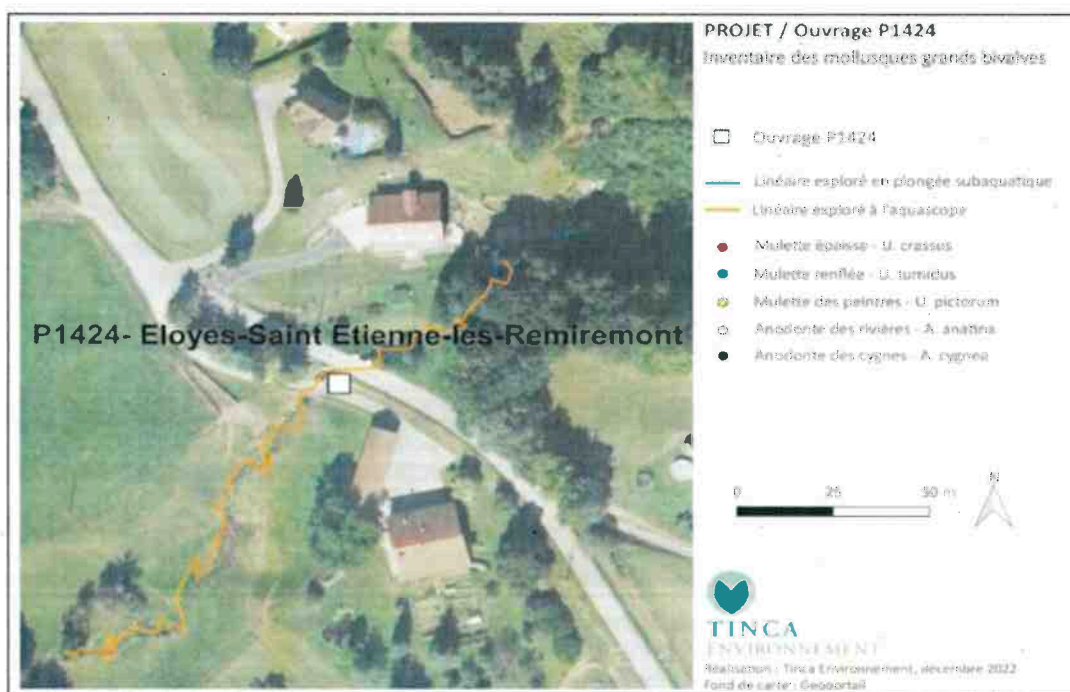 PROJET / Ouvrage P1424
Inventaire des mollusques grands bivalves
Ouvrage P1424
Linéaire exploré en plongée subaquatique
Linéaire exploré à l'aquascope
Mulette épaisse - U. crassus
Mulette renflée - U. tumidus
Mulette des peintres - U. pictorum
Anodonte des rivières - A. anatina
Anodonte des cygnes - A. cygnea
P1424- Eloyes-Saint Etienne-les-Remiremont
0 25 50 m
N
TINCA
ENVIRONNEMENT
Réalisation : Tinca Environnement, décembre 2022
Fond de carte : Geoportail